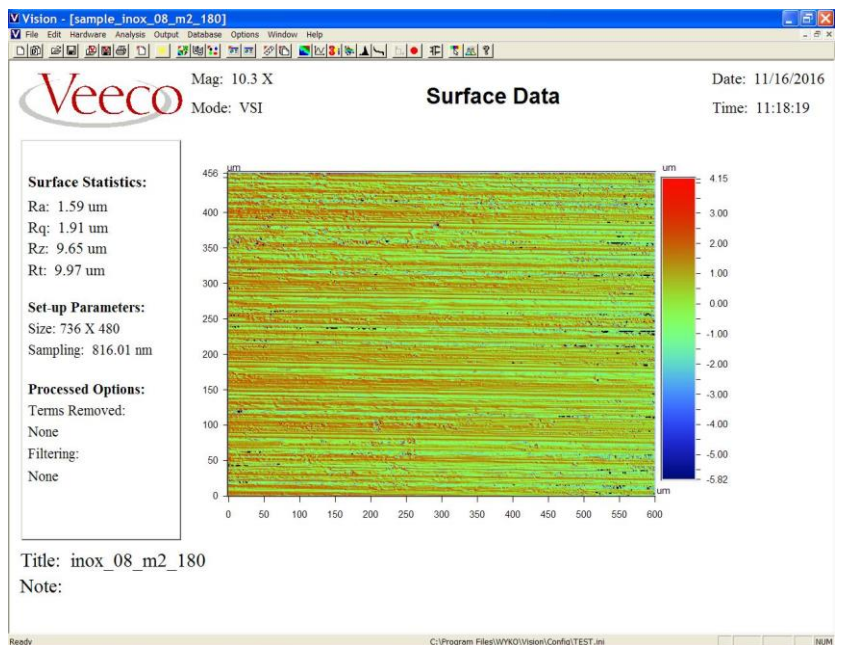 Vision - [sample_inox_08_m2_180]
File Edit Hardware Analysis Output Database Options Window Help
Veeco
Mag: 10.3 X
Mode: VSI
Surface Data
Date: 11/16/2016
Time: 11:18:19
Surface Statistics:
Ra: 1.59 um
Rq: 1.91 um
Rz: 9.65 um
Rt: 9.97 um
Set-up Parameters:
Size: 736 X 480
Sampling: 816.01 nm
Processed Options:
Terms Removed:
None
Filtering:
None
um
456
400
350
300
250
200
150
100
50
0
0 50 100 150 200 250 300 350 400 450 500 550 600
um
um
4.15
3.00
2.00
1.00
0.00
-1.00
-2.00
-3.00
-4.00
-5.00
-5.82
Title: inox_08_m2_180
Note:
Ready
C:\Program Files\WYKO\Vision\Config\TEST.ini
NUM